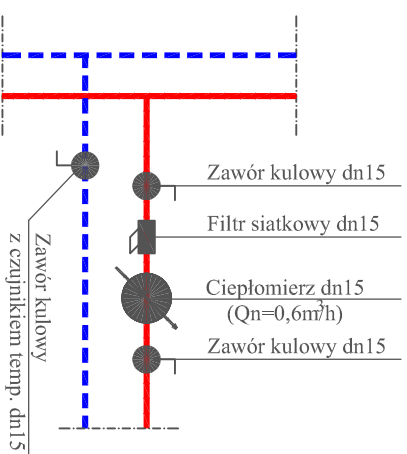 Zawór kulowy dn15
Filtr siatkowy dn15
Ciepłomierz dn15
(Qn=0,6m³/h)
Zawór kulowy dn15
Zawór kulowy
z czujnikiem temp. dn15